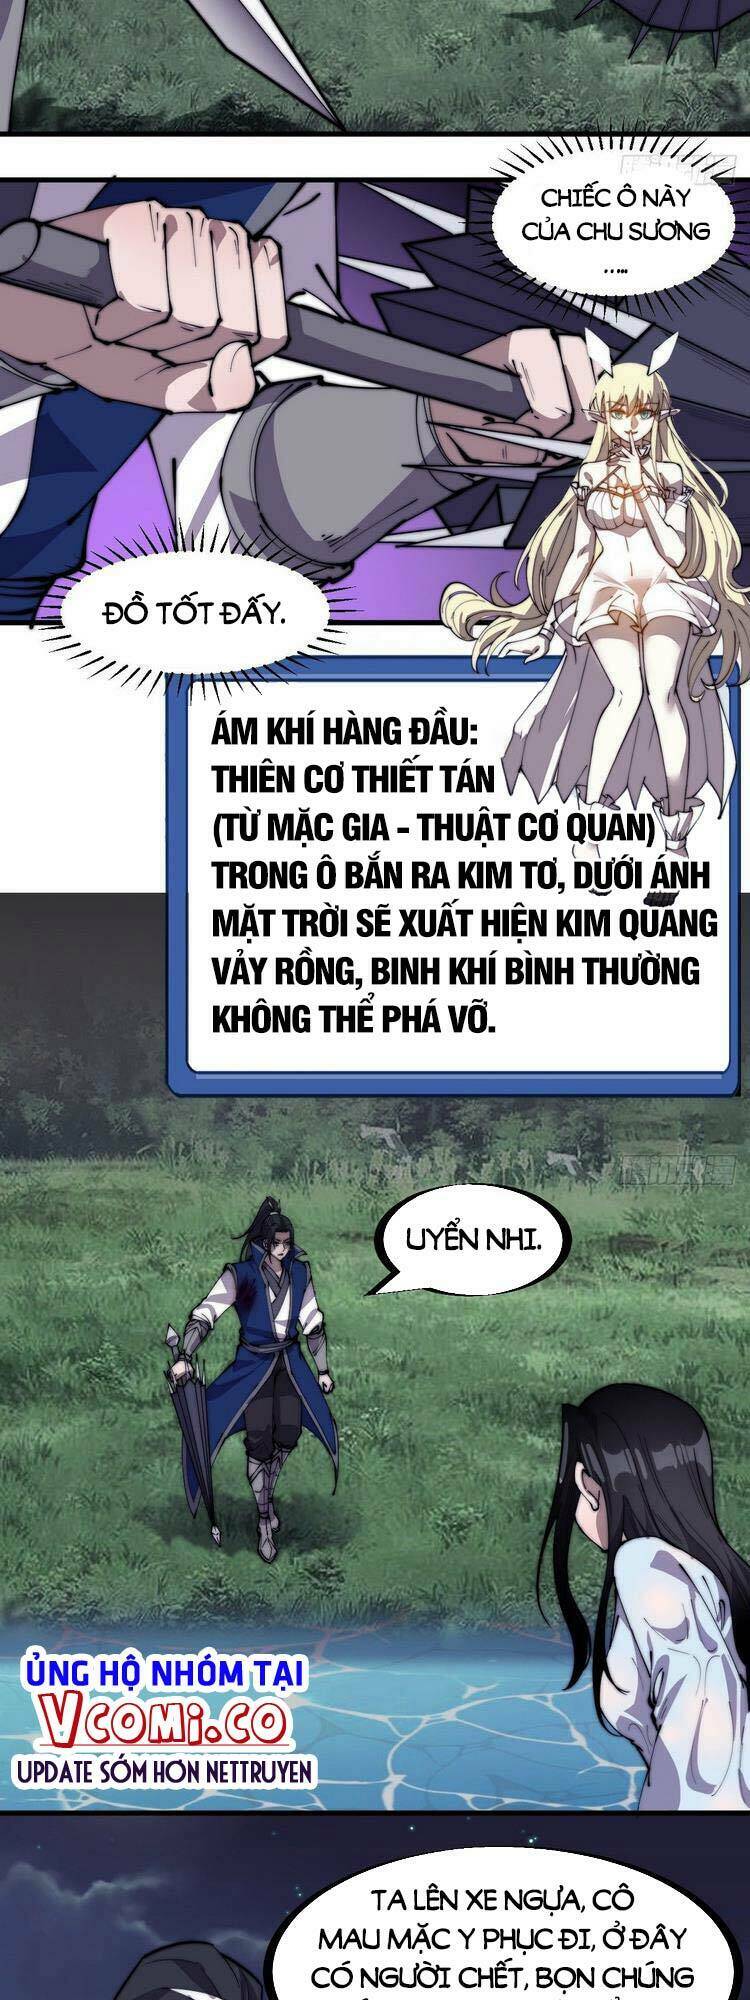 CHIẾC Ô NÀY
CỦA CHU SƯƠNG
.....
ĐỒ TỐT ĐẤY.
ÁM KHÍ HÀNG ĐẦU:
THIÊN CƠ THIẾT TÁN
(TỪ MẶC GIA - THUẬT CƠ QUAN)
TRONG Ô BẮN RA KIM TƠ, DƯỚI ÁNH
MẶT TRỜI SẼ XUẤT HIỆN KIM QUANG
VẢY RỒNG, BINH KHÍ BÌNH THƯỜNG
KHÔNG THỂ PHÁ VỠ.
UYỂN NHI.
ỦNG HỘ NHÓM TẠI
VCOMI.CO
UPDATE SỚM HƠN NETTRUYEN
TA LÊN XE NGỰA, CÔ
MAU MẶC Y PHỤC ĐI, Ở ĐÂY
CÓ NGƯỜI CHẾT, BỌN CHÚNG